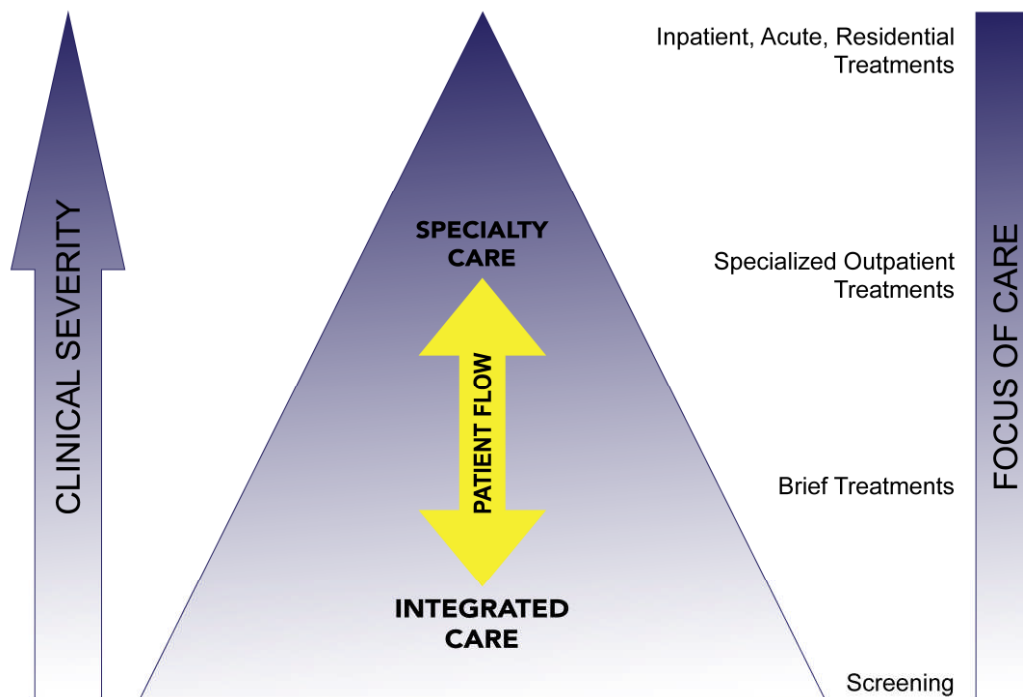 CLINICAL SEVERITY
SPECIALTY
CARE
PATIENT FLOW
INTEGRATED
CARE
Inpatient, Acute, Residential
Treatments
Specialized Outpatient
Treatments
Brief Treatments
Screening
FOCUS OF CARE